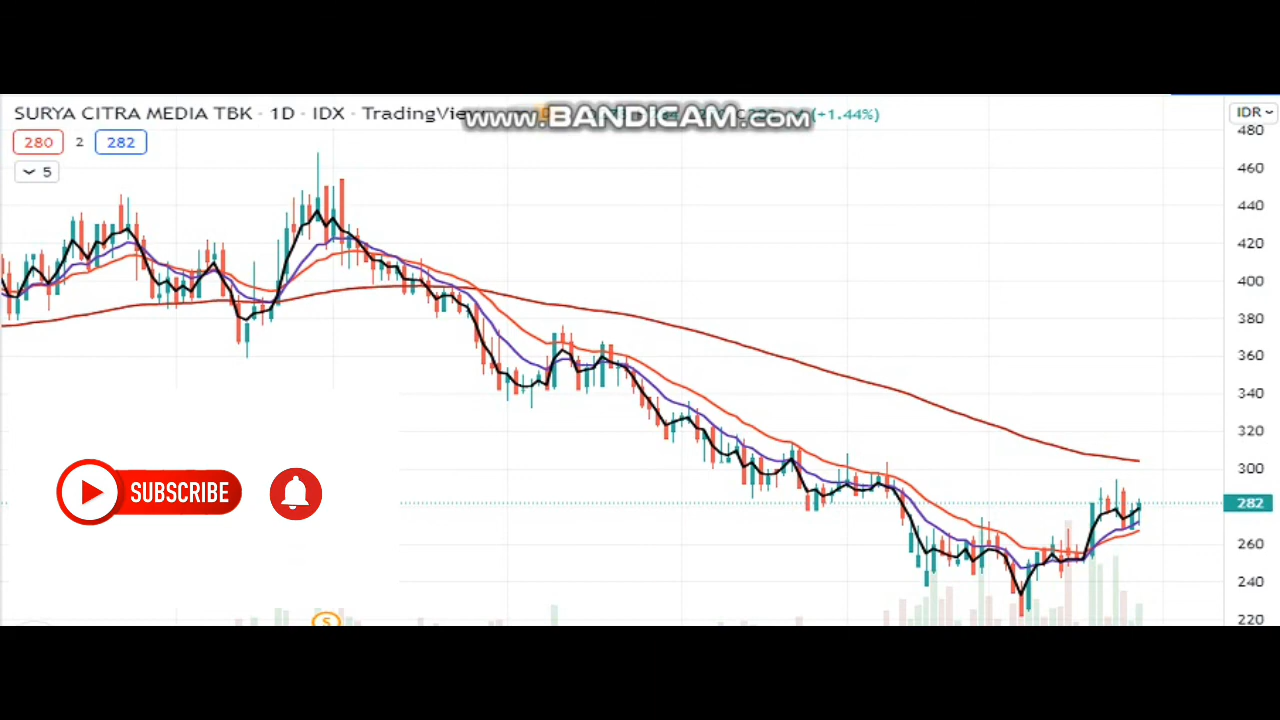 SURYA CITRA MEDIA TBK · 1D · IDX · TradingVie
www.BANDICAM.com
(+1.44%)
IDR
280 2 282
5
480
460
440
420
400
380
360
340
320
300
282
260
240
220
SUBSCRIBE
S